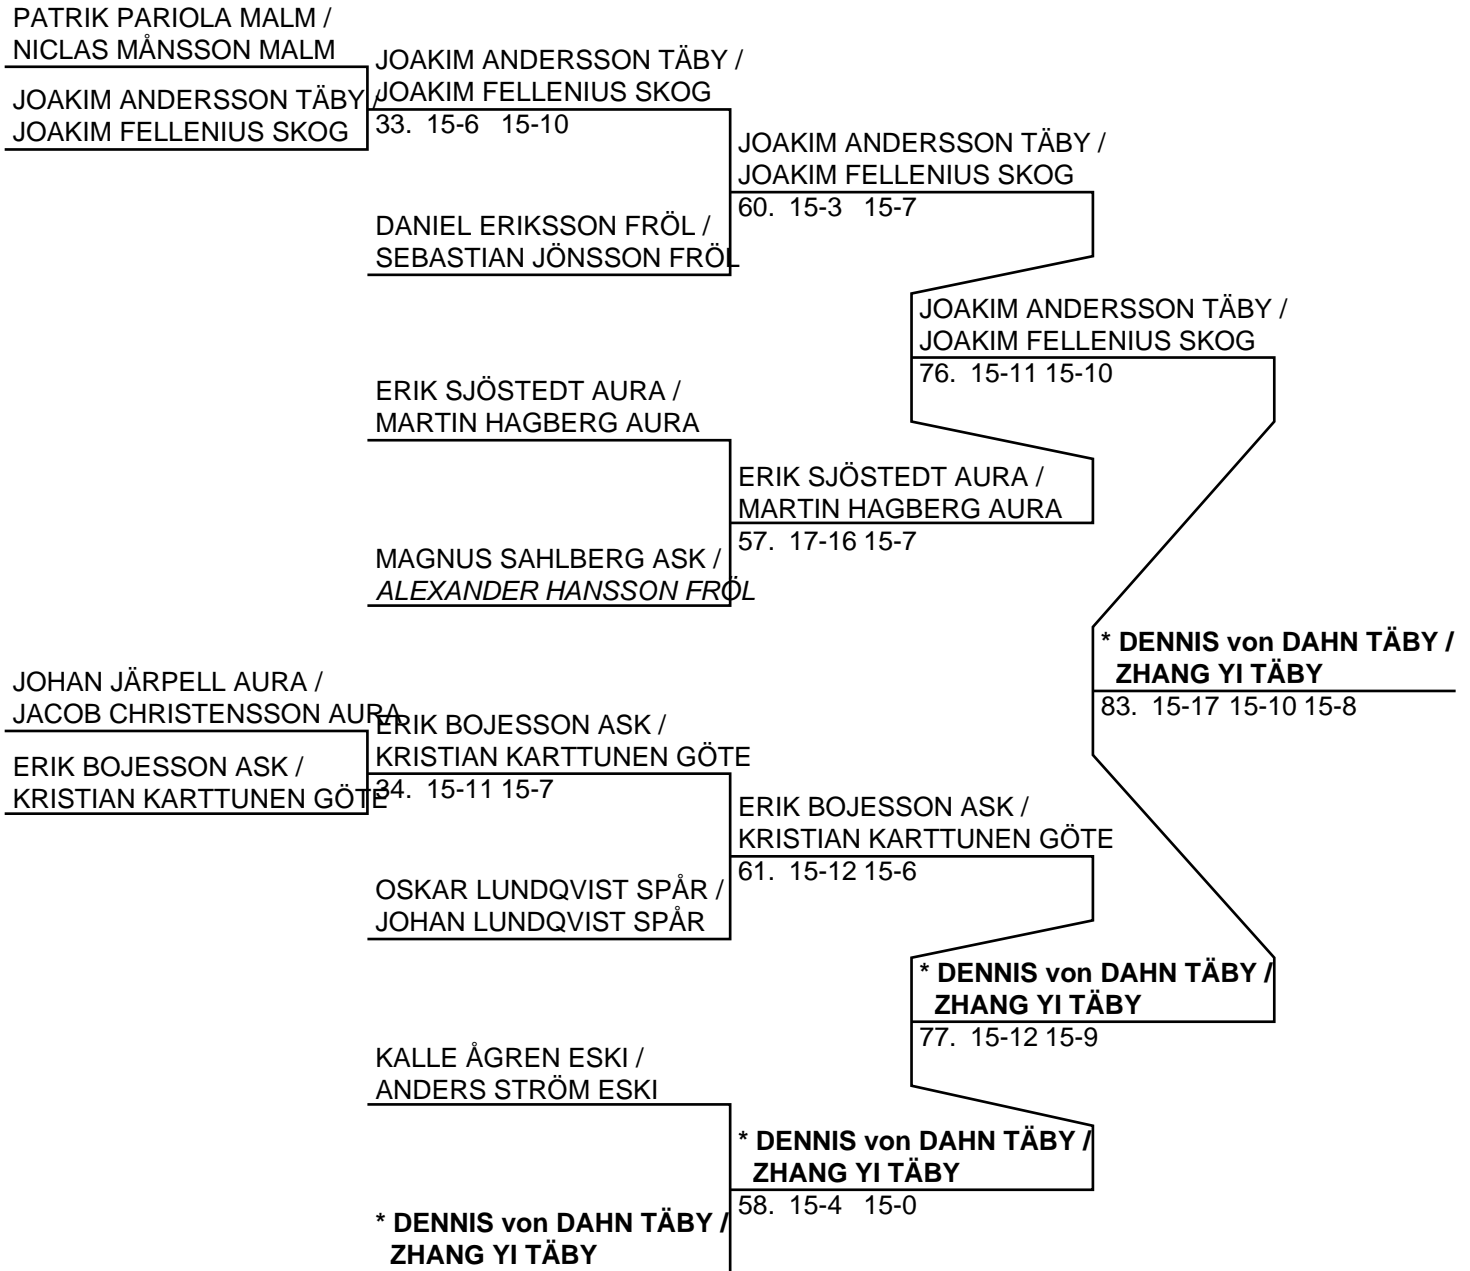 PATRIK PARIOLA MALM /
NICLAS MÅNSSON MALM
JOAKIM ANDERSSON TÄBY /
JOAKIM FELLENIUS SKOG
JOAKIM ANDERSSON TÄBY /
JOAKIM FELLENIUS SKOG
33. 15-6 15-10
DANIEL ERIKSSON FRÖL /
SEBASTIAN JÖNSSON FRÖL
JOAKIM ANDERSSON TÄBY /
JOAKIM FELLENIUS SKOG
60. 15-3 15-7
ERIK SJÖSTEDT AURA /
MARTIN HAGBERG AURA
MAGNUS SAHLBERG ASK /
ALEXANDER HANSSON FRÖL
ERIK SJÖSTEDT AURA /
MARTIN HAGBERG AURA
57. 17-16 15-7
JOAKIM ANDERSSON TÄBY /
JOAKIM FELLENIUS SKOG
76. 15-11 15-10
JOHAN JÄRPELL AURA /
JACOB CHRISTENSSON AURA
ERIK BOJESSON ASK /
KRISTIAN KARTTUNEN GÖTE
ERIK BOJESSON ASK /
KRISTIAN KARTTUNEN GÖTE
34. 15-11 15-7
OSKAR LUNDQVIST SPÅR /
JOHAN LUNDQVIST SPÅR
ERIK BOJESSON ASK /
KRISTIAN KARTTUNEN GÖTE
61. 15-12 15-6
KALLE ÅGREN ESKI /
ANDERS STRÖM ESKI
* DENNIS von DAHN TÄBY /
ZHANG YI TÄBY
* DENNIS von DAHN TÄBY /
ZHANG YI TÄBY
58. 15-4 15-0
* DENNIS von DAHN TÄBY /
ZHANG YI TÄBY
77. 15-12 15-9
* DENNIS von DAHN TÄBY /
ZHANG YI TÄBY
83. 15-17 15-10 15-8